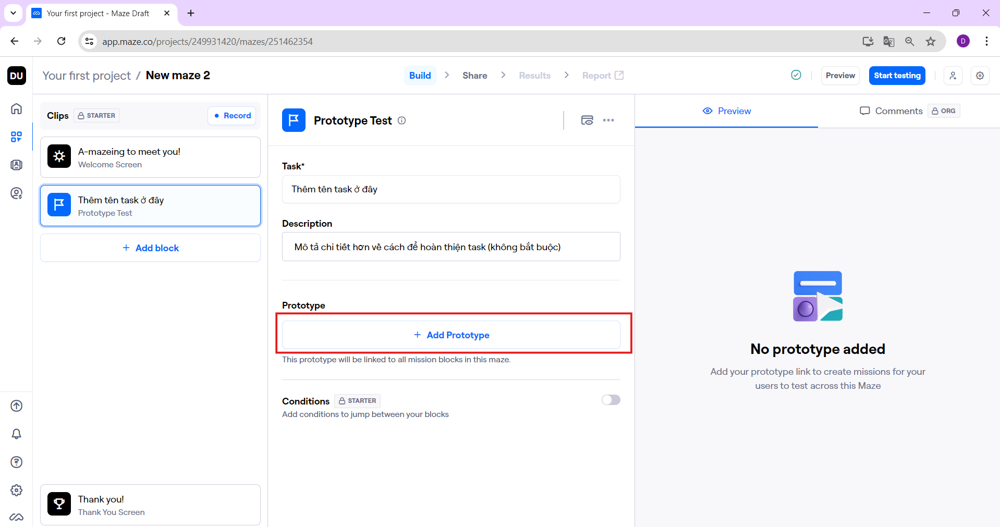 Your first project - Maze Draft
app.maze.co/projects/249931420/mazes/251462354
D
DU
Your first project / New maze 2
Build
Share
Results
Report
Preview
Start testing
Clips
STARTER
Record
A-mazeing to meet you!
Welcome Screen
Thêm tên task ở đây
Prototype Test
+ Add block
Thank you!
Thank You Screen
Prototype Test
Task*
Thêm tên task ở đây
Description
Mô tả chi tiết hơn về cách để hoàn thiện task (không bắt buộc)
Prototype
+ Add Prototype
This prototype will be linked to all mission blocks in this maze.
Conditions
STARTER
Add conditions to jump between your blocks
Preview
Comments
ORG
No prototype added
Add your prototype link to create missions for your
users to test across this Maze